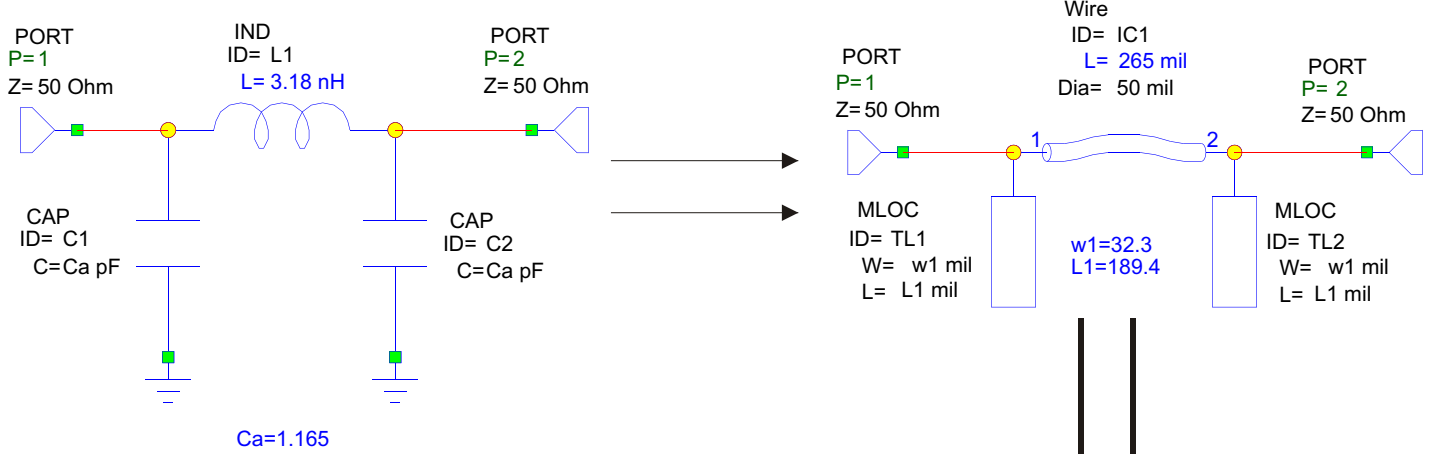 PORT
P=1
Z=50 Ohm
IND
ID= L1
L=3.18 nH
PORT
P=2
Z=50 Ohm
CAP
ID= C1
C=Ca pF
CAP
ID= C2
C=Ca pF
Ca=1.165
PORT
P=1
Z=50 Ohm
Wire
ID= IC1
L= 265 mil
Dia= 50 mil
PORT
P= 2
Z=50 Ohm
1
2
MLOC
ID= TL1
W= w1 mil
L= L1 mil
w1=32.3
L1=189.4
MLOC
ID= TL2
W= w1 mil
L= L1 mil